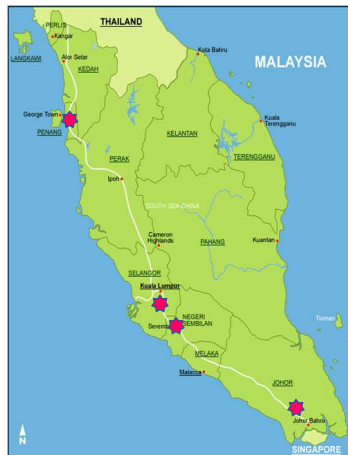 THAILAND
PERLIS
Kangar
LANGKAWI
Alor Setar
KEDAH
Kota Bahru
MALAYSIA
George Town
PENANG
Kuala
Terengganu
KELANTAN
PERAK
TERENGGANU
Ipoh
SOUTH SEA CHINA
Cameron
Highlands
PAHANG
Kuantan
SELANGOR
Kuala Lumpur
NEGERI
SEMBILAN
Tioman
MELAKA
Malacca
JOHOR
Johor Bahru
N
SINGAPORE